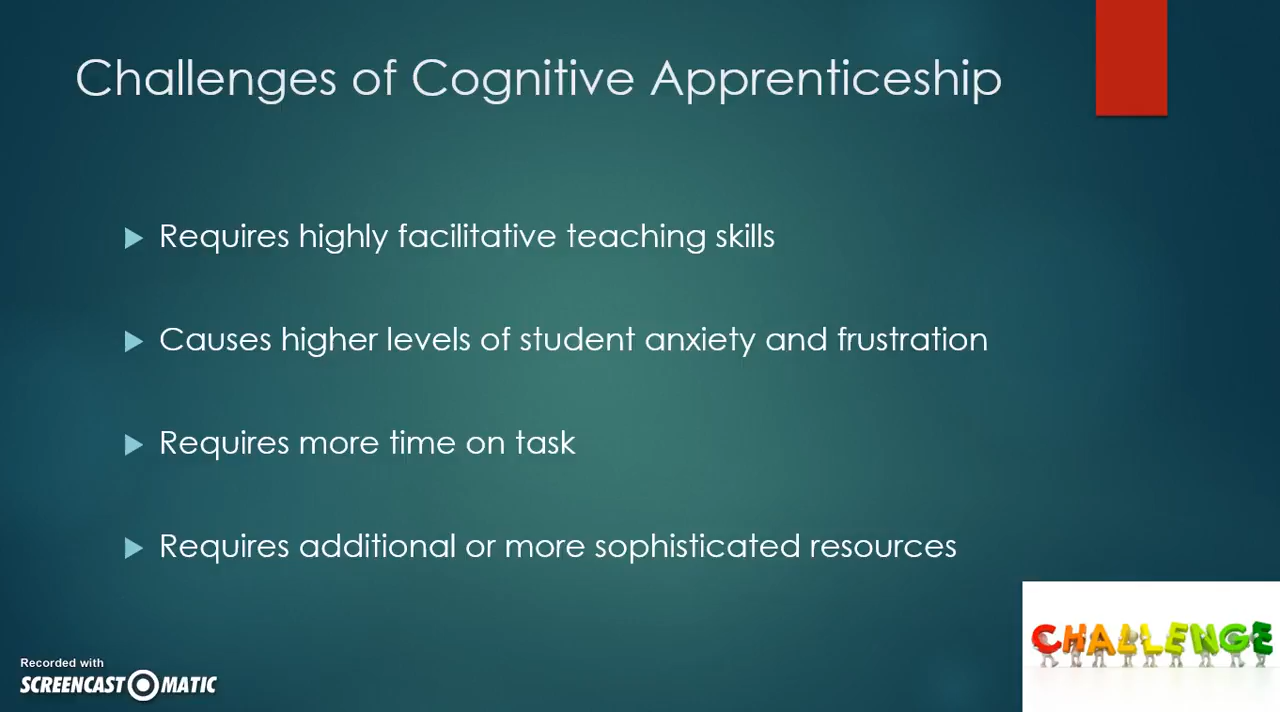 Challenges of Cognitive Apprenticeship
Requires highly facilitative teaching skills
Causes higher levels of student anxiety and frustration
Requires more time on task
Requires additional or more sophisticated resources
CHALLENGE
Recorded with
SCREENCAST MATIC